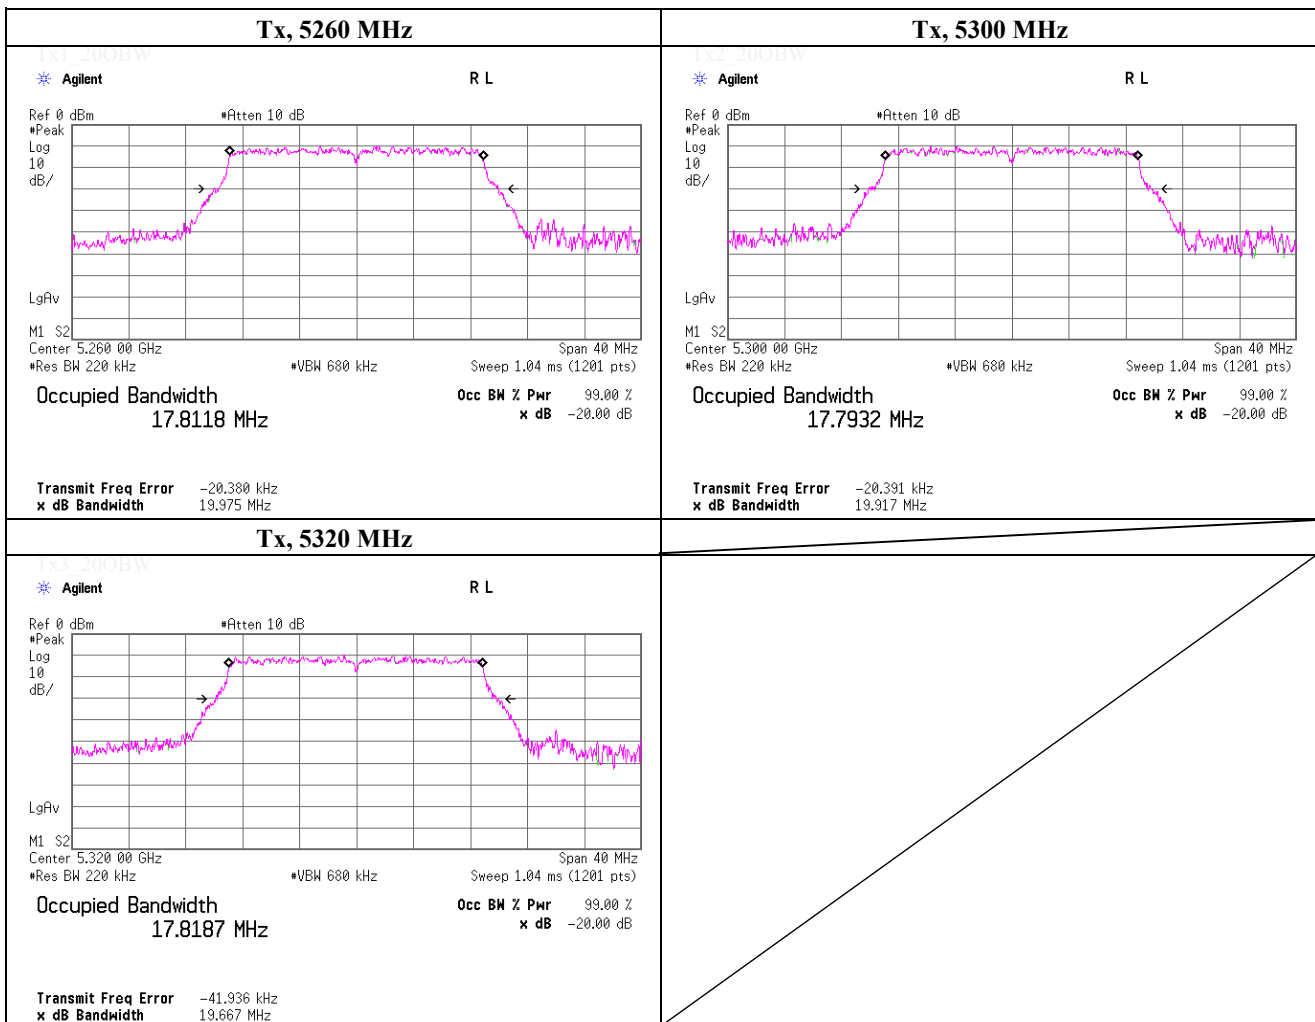 Tx, 5260 MHz
Tx1_20OBW
Agilent R L
Ref 0 dBm #Atten 10 dB
#Peak
Log
10
dB/
LgAv
M1 S2
Center 5.260 00 GHz Span 40 MHz
#Res BW 220 kHz #VBW 680 kHz Sweep 1.04 ms (1201 pts)
Occupied Bandwidth Occ BW % Pwr 99.00 %
17.8118 MHz x dB -20.00 dB
Transmit Freq Error -20.380 kHz
x dB Bandwidth 19.975 MHz
Tx, 5300 MHz
Tx2_20OBW
Agilent R L
Ref 0 dBm #Atten 10 dB
#Peak
Log
10
dB/
LgAv
M1 S2
Center 5.300 00 GHz Span 40 MHz
#Res BW 220 kHz #VBW 680 kHz Sweep 1.04 ms (1201 pts)
Occupied Bandwidth Occ BW % Pwr 99.00 %
17.7932 MHz x dB -20.00 dB
Transmit Freq Error -20.391 kHz
x dB Bandwidth 19.917 MHz
Tx, 5320 MHz
Tx3_20OBW
Agilent R L
Ref 0 dBm #Atten 10 dB
#Peak
Log
10
dB/
LgAv
M1 S2
Center 5.320 00 GHz Span 40 MHz
#Res BW 220 kHz #VBW 680 kHz Sweep 1.04 ms (1201 pts)
Occupied Bandwidth Occ BW % Pwr 99.00 %
17.8187 MHz x dB -20.00 dB
Transmit Freq Error -41.936 kHz
x dB Bandwidth 19.667 MHz